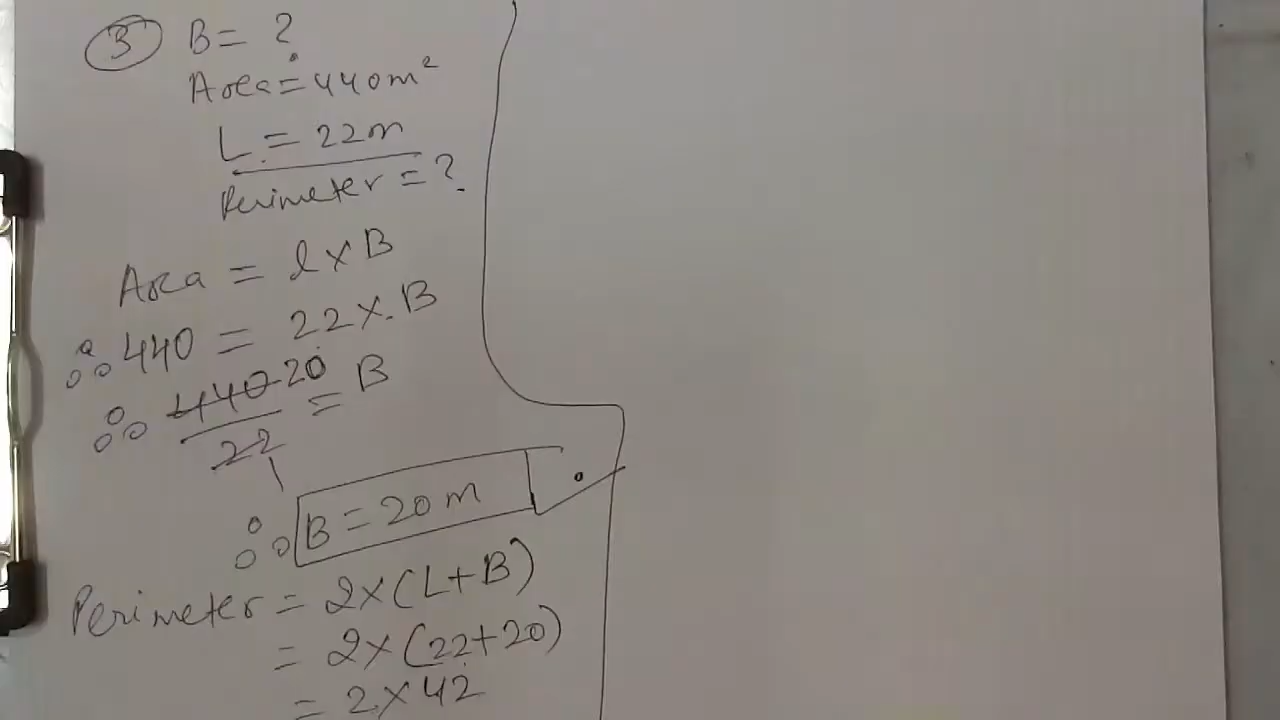 3 B = ?
Area = 440m²
L = 22m
Perimeter = ?
Area = l × B
∴ 440 = 22 × B
∴ 440 20 = B
22 1
∴ B = 20 m
Perimeter = 2×(L+B)
= 2×(22+20)
= 2×42